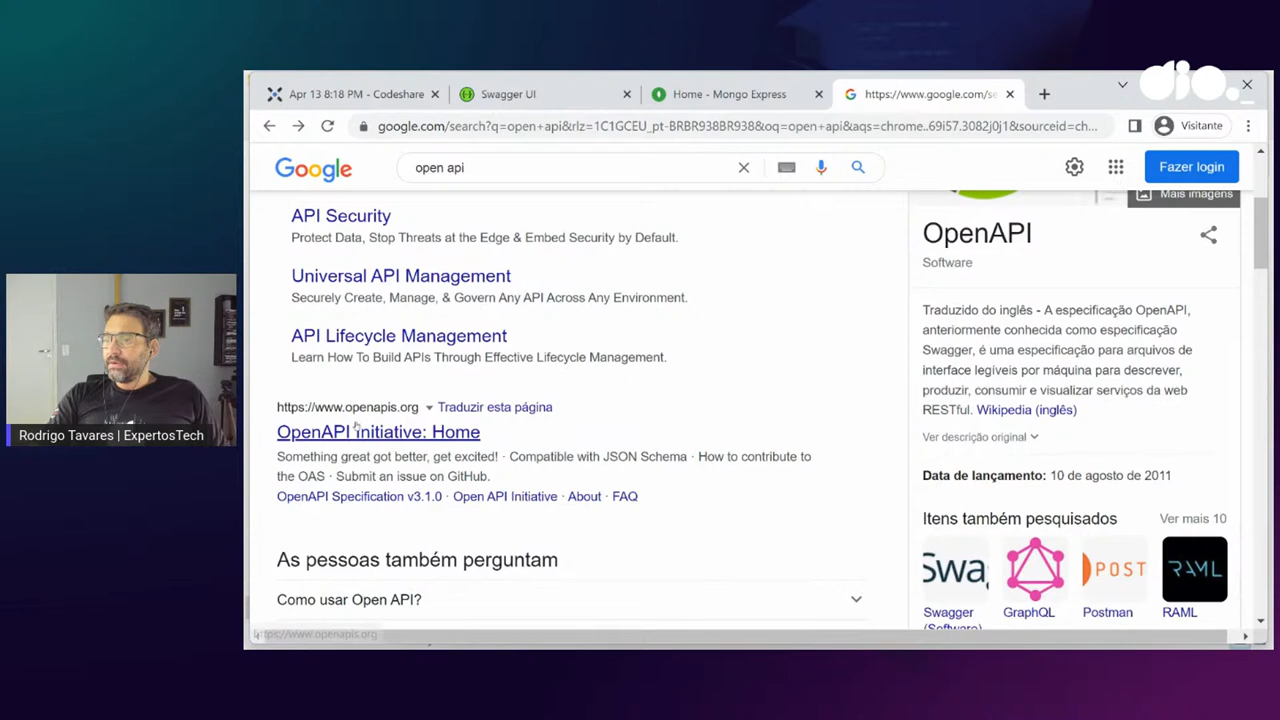 dio.
Apr 13 8:18 PM - Codeshare
Swagger UI
Home - Mongo Express
https://www.google.com/se
google.com/search?q=open+api&rlz=1C1GCEU_pt-BRBR938BR938&oq=open+api&aqs=chrome..69i57.3082j0j1&sourceid=ch...
Visitante
Google
open api
Fazer login
API Security
Protect Data, Stop Threats at the Edge & Embed Security by Default.
Universal API Management
Securely Create, Manage, & Govern Any API Across Any Environment.
API Lifecycle Management
Learn How To Build APIs Through Effective Lifecycle Management.
https://www.openapis.org
Traduzir esta página
OpenAPI Initiative: Home
Something great got better, get excited! · Compatible with JSON Schema · How to contribute to
the OAS · Submit an issue on GitHub.
OpenAPI Specification v3.1.0 · Open API Initiative · About · FAQ
As pessoas também perguntam
Como usar Open API?
https://www.openapis.org
Mais imagens
OpenAPI
Software
Traduzido do inglês - A especificação OpenAPI,
anteriormente conhecida como especificação
Swagger, é uma especificação para arquivos de
interface legíveis por máquina para descrever,
produzir, consumir e visualizar serviços da web
RESTful. Wikipedia (inglês)
Ver descrição original
Data de lançamento: 10 de agosto de 2011
Itens também pesquisados
Ver mais 10
Swa
POST
RAML
Swagger
(Software)
GraphQL
Postman
RAML
Rodrigo Tavares | ExpertosTech